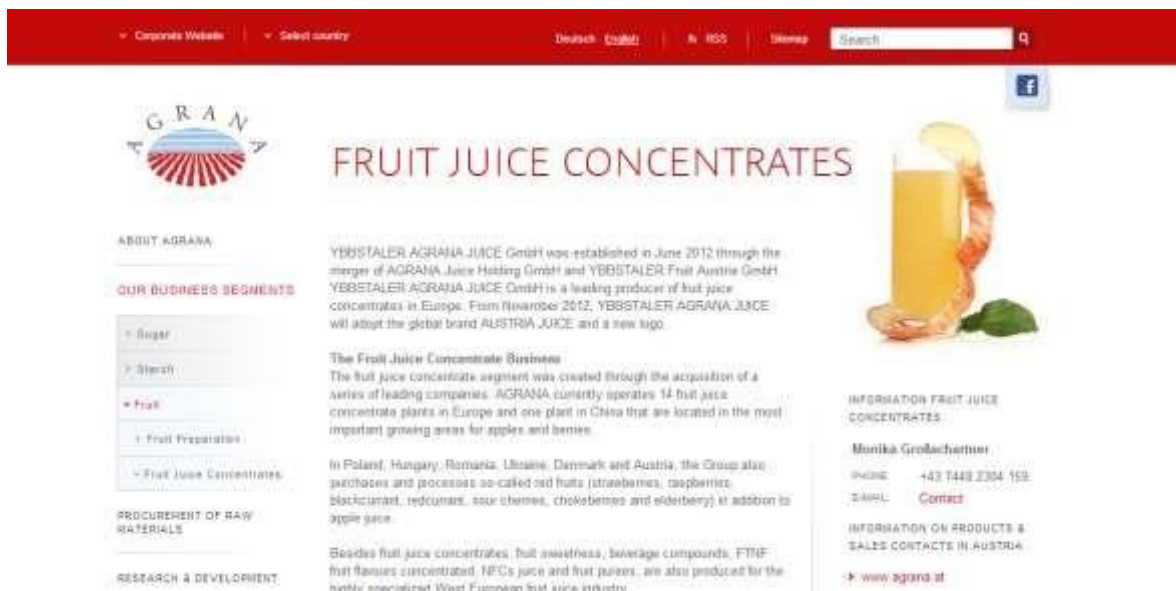 Corporate Website
Select country
Deutsch English
RSS
Sitemap
Search
AGRANA
FRUIT JUICE CONCENTRATES
ABOUT AGRANA
OUR BUSINESS SEGMENTS
Sugar
Starch
Fruit
Fruit Preparation
Fruit Juice Concentrates
PROCUREMENT OF RAW
MATERIALS
RESEARCH & DEVELOPMENT
YBBSTALER AGRANA JUICE GmbH was established in June 2012 through the
merger of AGRANA Juice Holding GmbH and YBBSTALER Fruit Austria GmbH.
YBBSTALER AGRANA JUICE GmbH is a leading producer of fruit juice
concentrates in Europe. From November 2012, YBBSTALER AGRANA JUICE
will adopt the global brand AUSTRIA JUICE and a new logo.
The Fruit Juice Concentrate Business
The fruit juice concentrate segment was created through the acquisition of a
series of leading companies. AGRANA currently operates 14 fruit juice
concentrate plants in Europe and one plant in China that are located in the most
important growing areas for apples and berries.
In Poland, Hungary, Romania, Ukraine, Denmark and Austria, the Group also
purchases and processes so-called red fruits (strawberries, raspberries,
blackcurrant, redcurrant, sour cherries, chokeberries and elderberry) in addition to
apple juice.
Besides fruit juice concentrates, fruit sweetness, beverage compounds, FTNF
fruit flavours concentrated, NFCs juice and fruit purees, are also produced for the
highly specialized West European fruit juice industry.
INFORMATION FRUIT JUICE
CONCENTRATES
Monika
PHONE +43 7448 2304 159
E-MAIL Contact
INFORMATION ON PRODUCTS &
SALES CONTACTS IN AUSTRIA
www.agrana.at